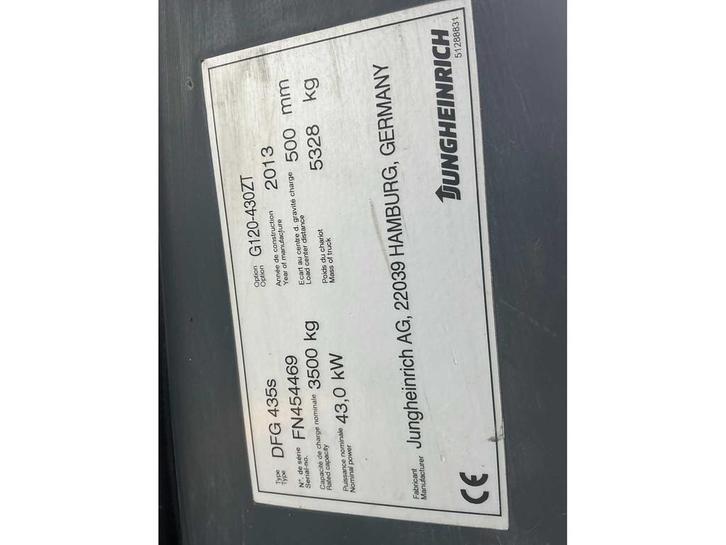 Type
Type DFG 435s
Option
Option G120-430ZT
N°. de série
Serial-no. FN454469
Année de construction
Year of manufacture 2013
Capacité de charge nominale
Rated capacity 3500 kg
Ecart au centre d. gravité charge
Load center distance 500 mm
Puissance nominale
Nominal power 43,0 kW
Poids du chariot
Mass of truck 5328 kg
Fabricant
Manufacturer Jungheinrich AG, 22039 HAMBURG, GERMANY
CE
JUNGHEINRICH
51288831